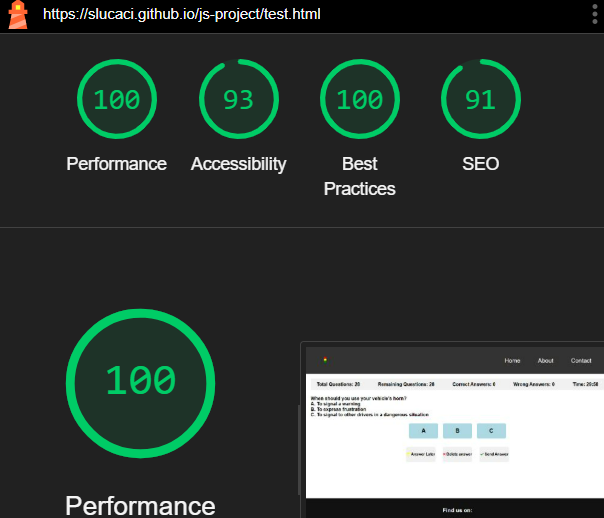 https://slucaci.github.io/js-project/test.html
100 93 100 91
Performance Accessibility Best Practices SEO
100
Performance
Home About Contact
Total Questions: 20 Remaining Questions: 20 Correct Answers: 0 Wrong Answers: 0 Time: 29:58
When should you use your vehicle's horn?
A. To signal a warning
B. To express frustration
C. To signal to other drivers in a dangerous situation
A B C
Answer Later Delete answer Send Answer
Find us on: